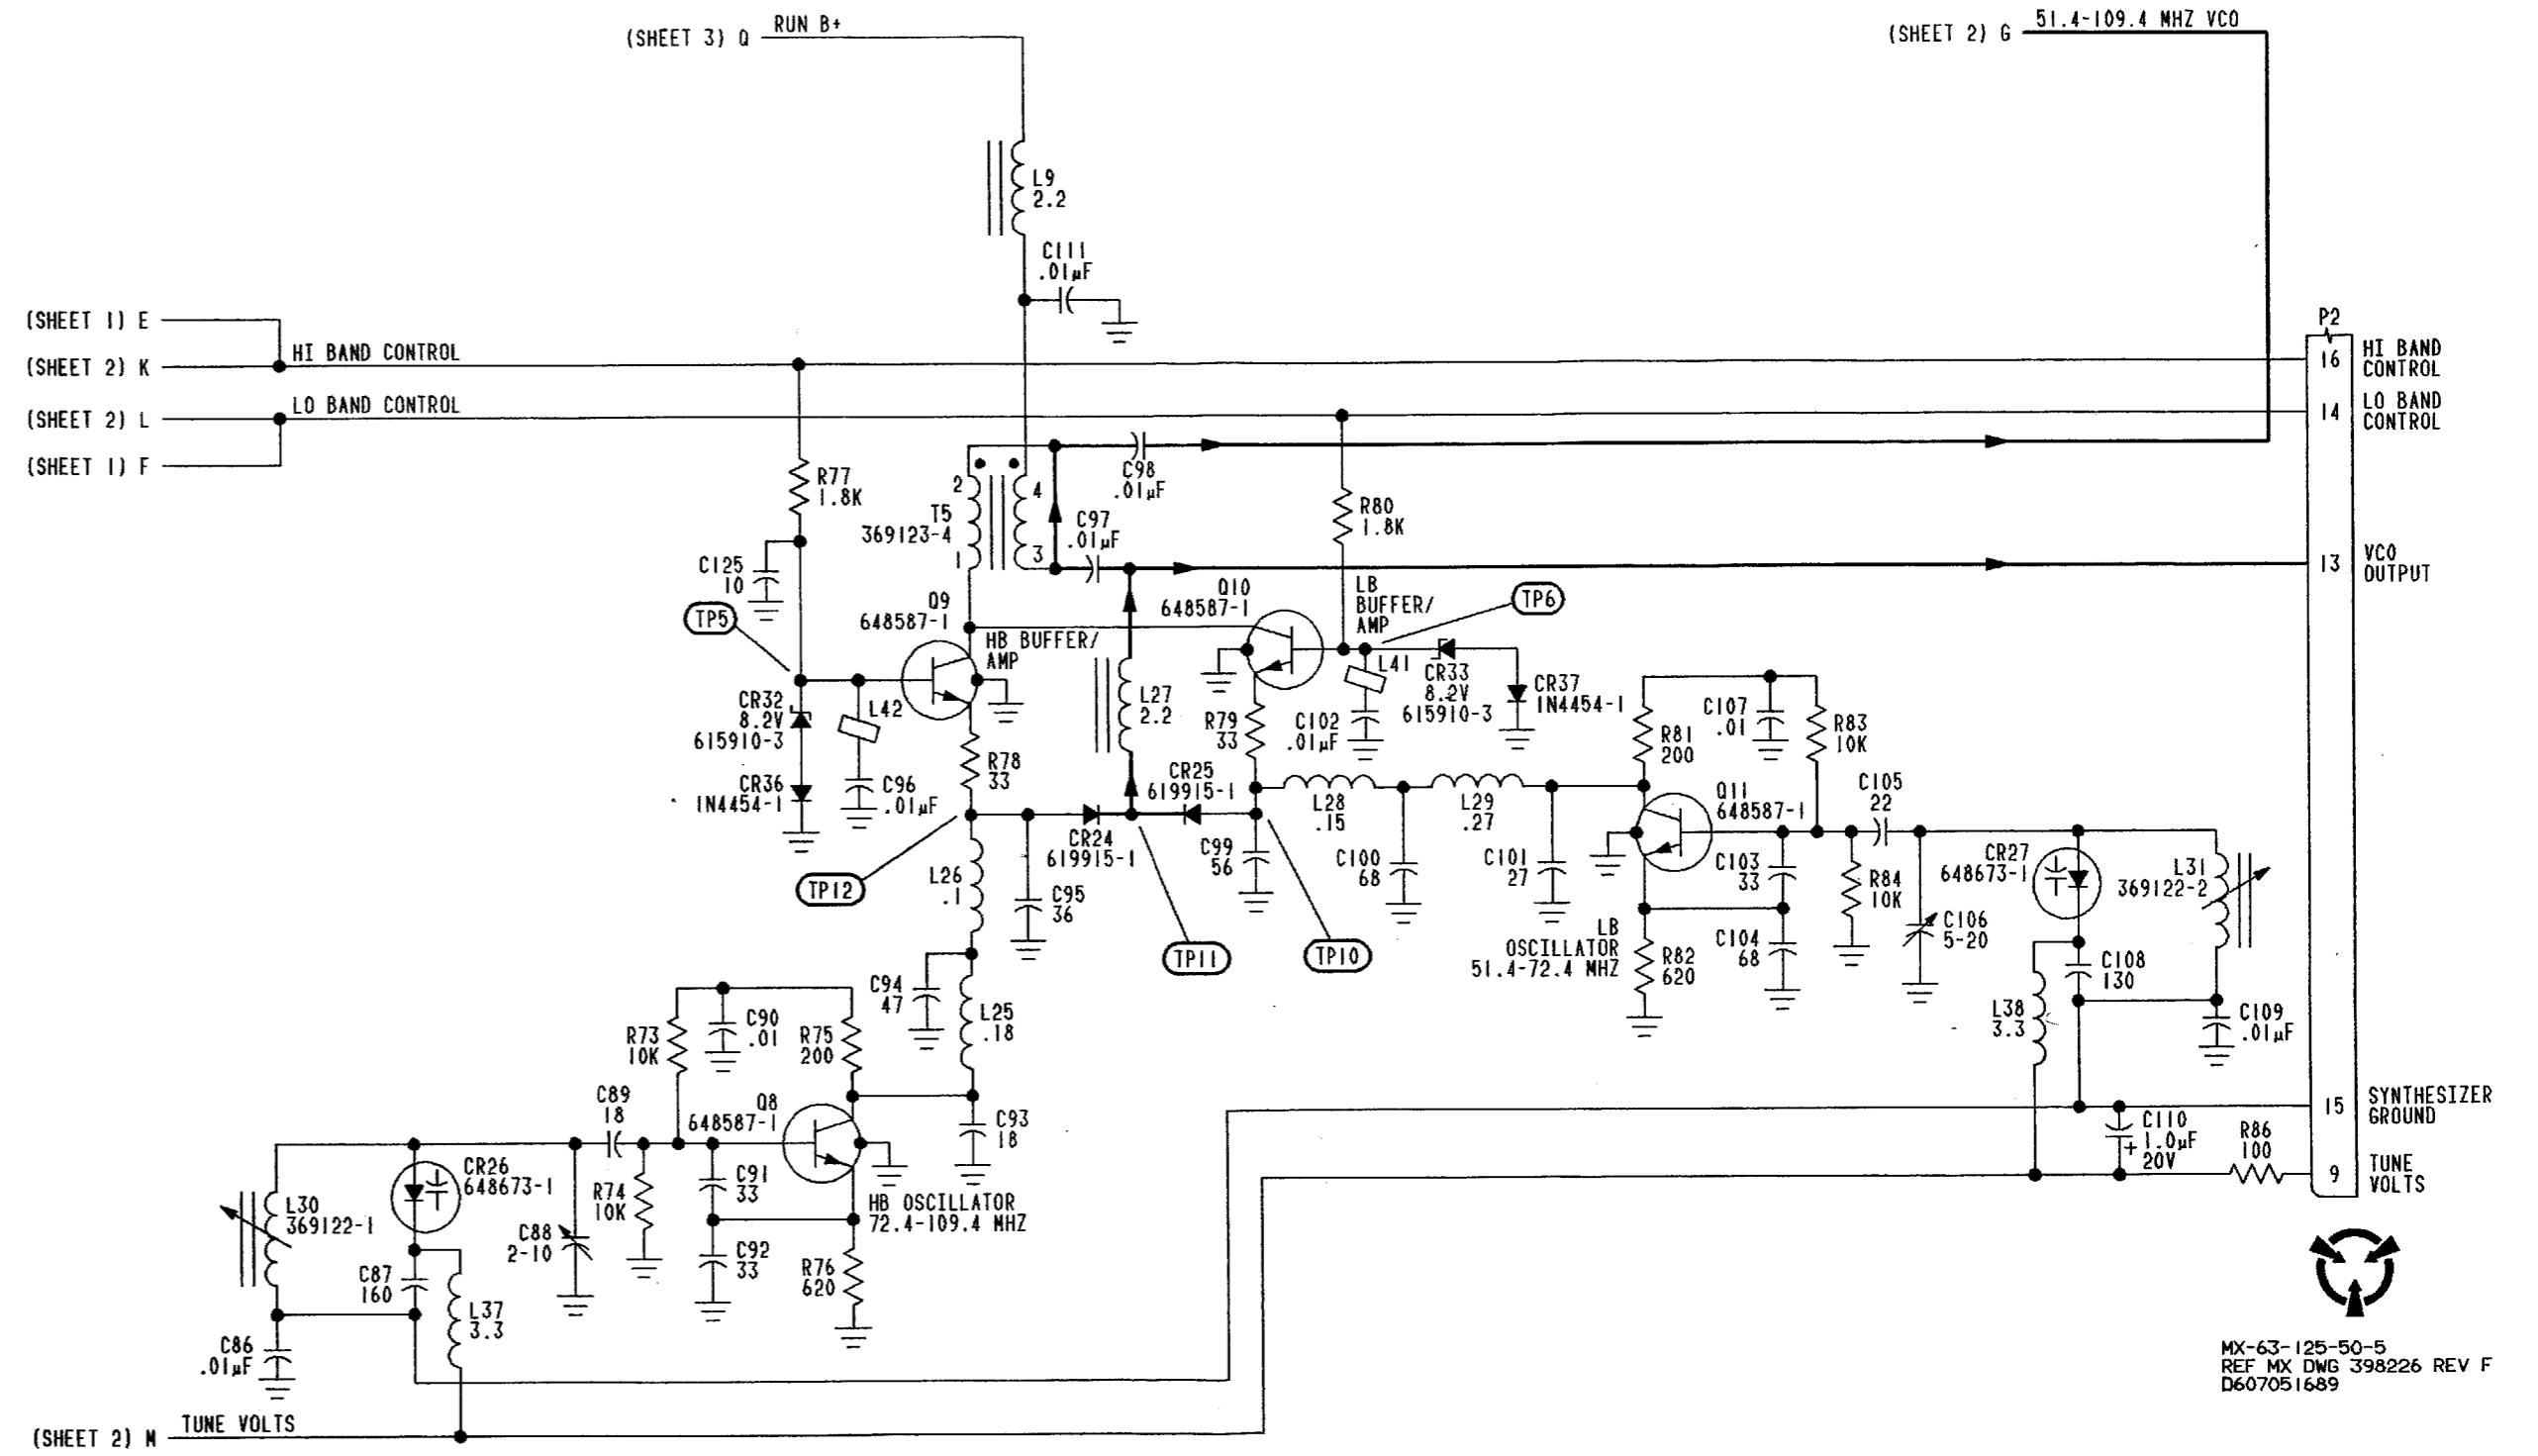 (SHEET 3) Q
RUN B+
(SHEET 2) G
51.4-109.4 MHZ VCO
L9
2.2
C111
.01µF
(SHEET 1) E
(SHEET 2) K
HI BAND CONTROL
(SHEET 2) L
LO BAND CONTROL
(SHEET 1) F
P2
16
HI BAND
CONTROL
14
LO BAND
CONTROL
13
VCO
OUTPUT
R77
1.8K
C125
10
T5
369123-4
2
1
4
3
C98
.01µF
C97
.01µF
R80
1.8K
TP5
Q9
648587-1
HB BUFFER/
AMP
Q10
648587-1
LB
BUFFER/
AMP
TP6
CR32
8.2V
615910-3
L42
CR36
1N4454-1
C96
.01µF
R78
33
L27
2.2
R79
33
L41
C102
.01µF
CR33
8.2V
615910-3
CR37
1N4454-1
CR25
619915-1
CR24
619915-1
TP12
L26
.1
C95
36
TP11
C99
56
TP10
L28
.15
L29
.27
C100
68
C101
27
R81
200
C107
.01
R83
10K
Q11
648587-1
C105
22
C103
33
R84
10K
C104
68
LB
OSCILLATOR
51.4-72.4 MHZ
R82
620
C106
5-20
CR27
648673-1
L31
369122-2
C108
130
L38
3.3
C109
.01µF
C94
47
L25
.18
R73
10K
C90
.01
R75
200
C89
18
Q8
648587-1
C93
18
CR26
648673-1
L30
369122-1
C88
2-10
R74
10K
C91
33
C92
33
HB OSCILLATOR
72.4-109.4 MHZ
R76
620
C87
160
L37
3.3
C86
.01µF
15
SYNTHESIZER
GROUND
C110
1.0µF
20V
+
R86
100
9
TUNE
VOLTS
(SHEET 2) M
TUNE VOLTS
MX-63-125-50-5
REF MX DWG 398226 REV F
D607051689